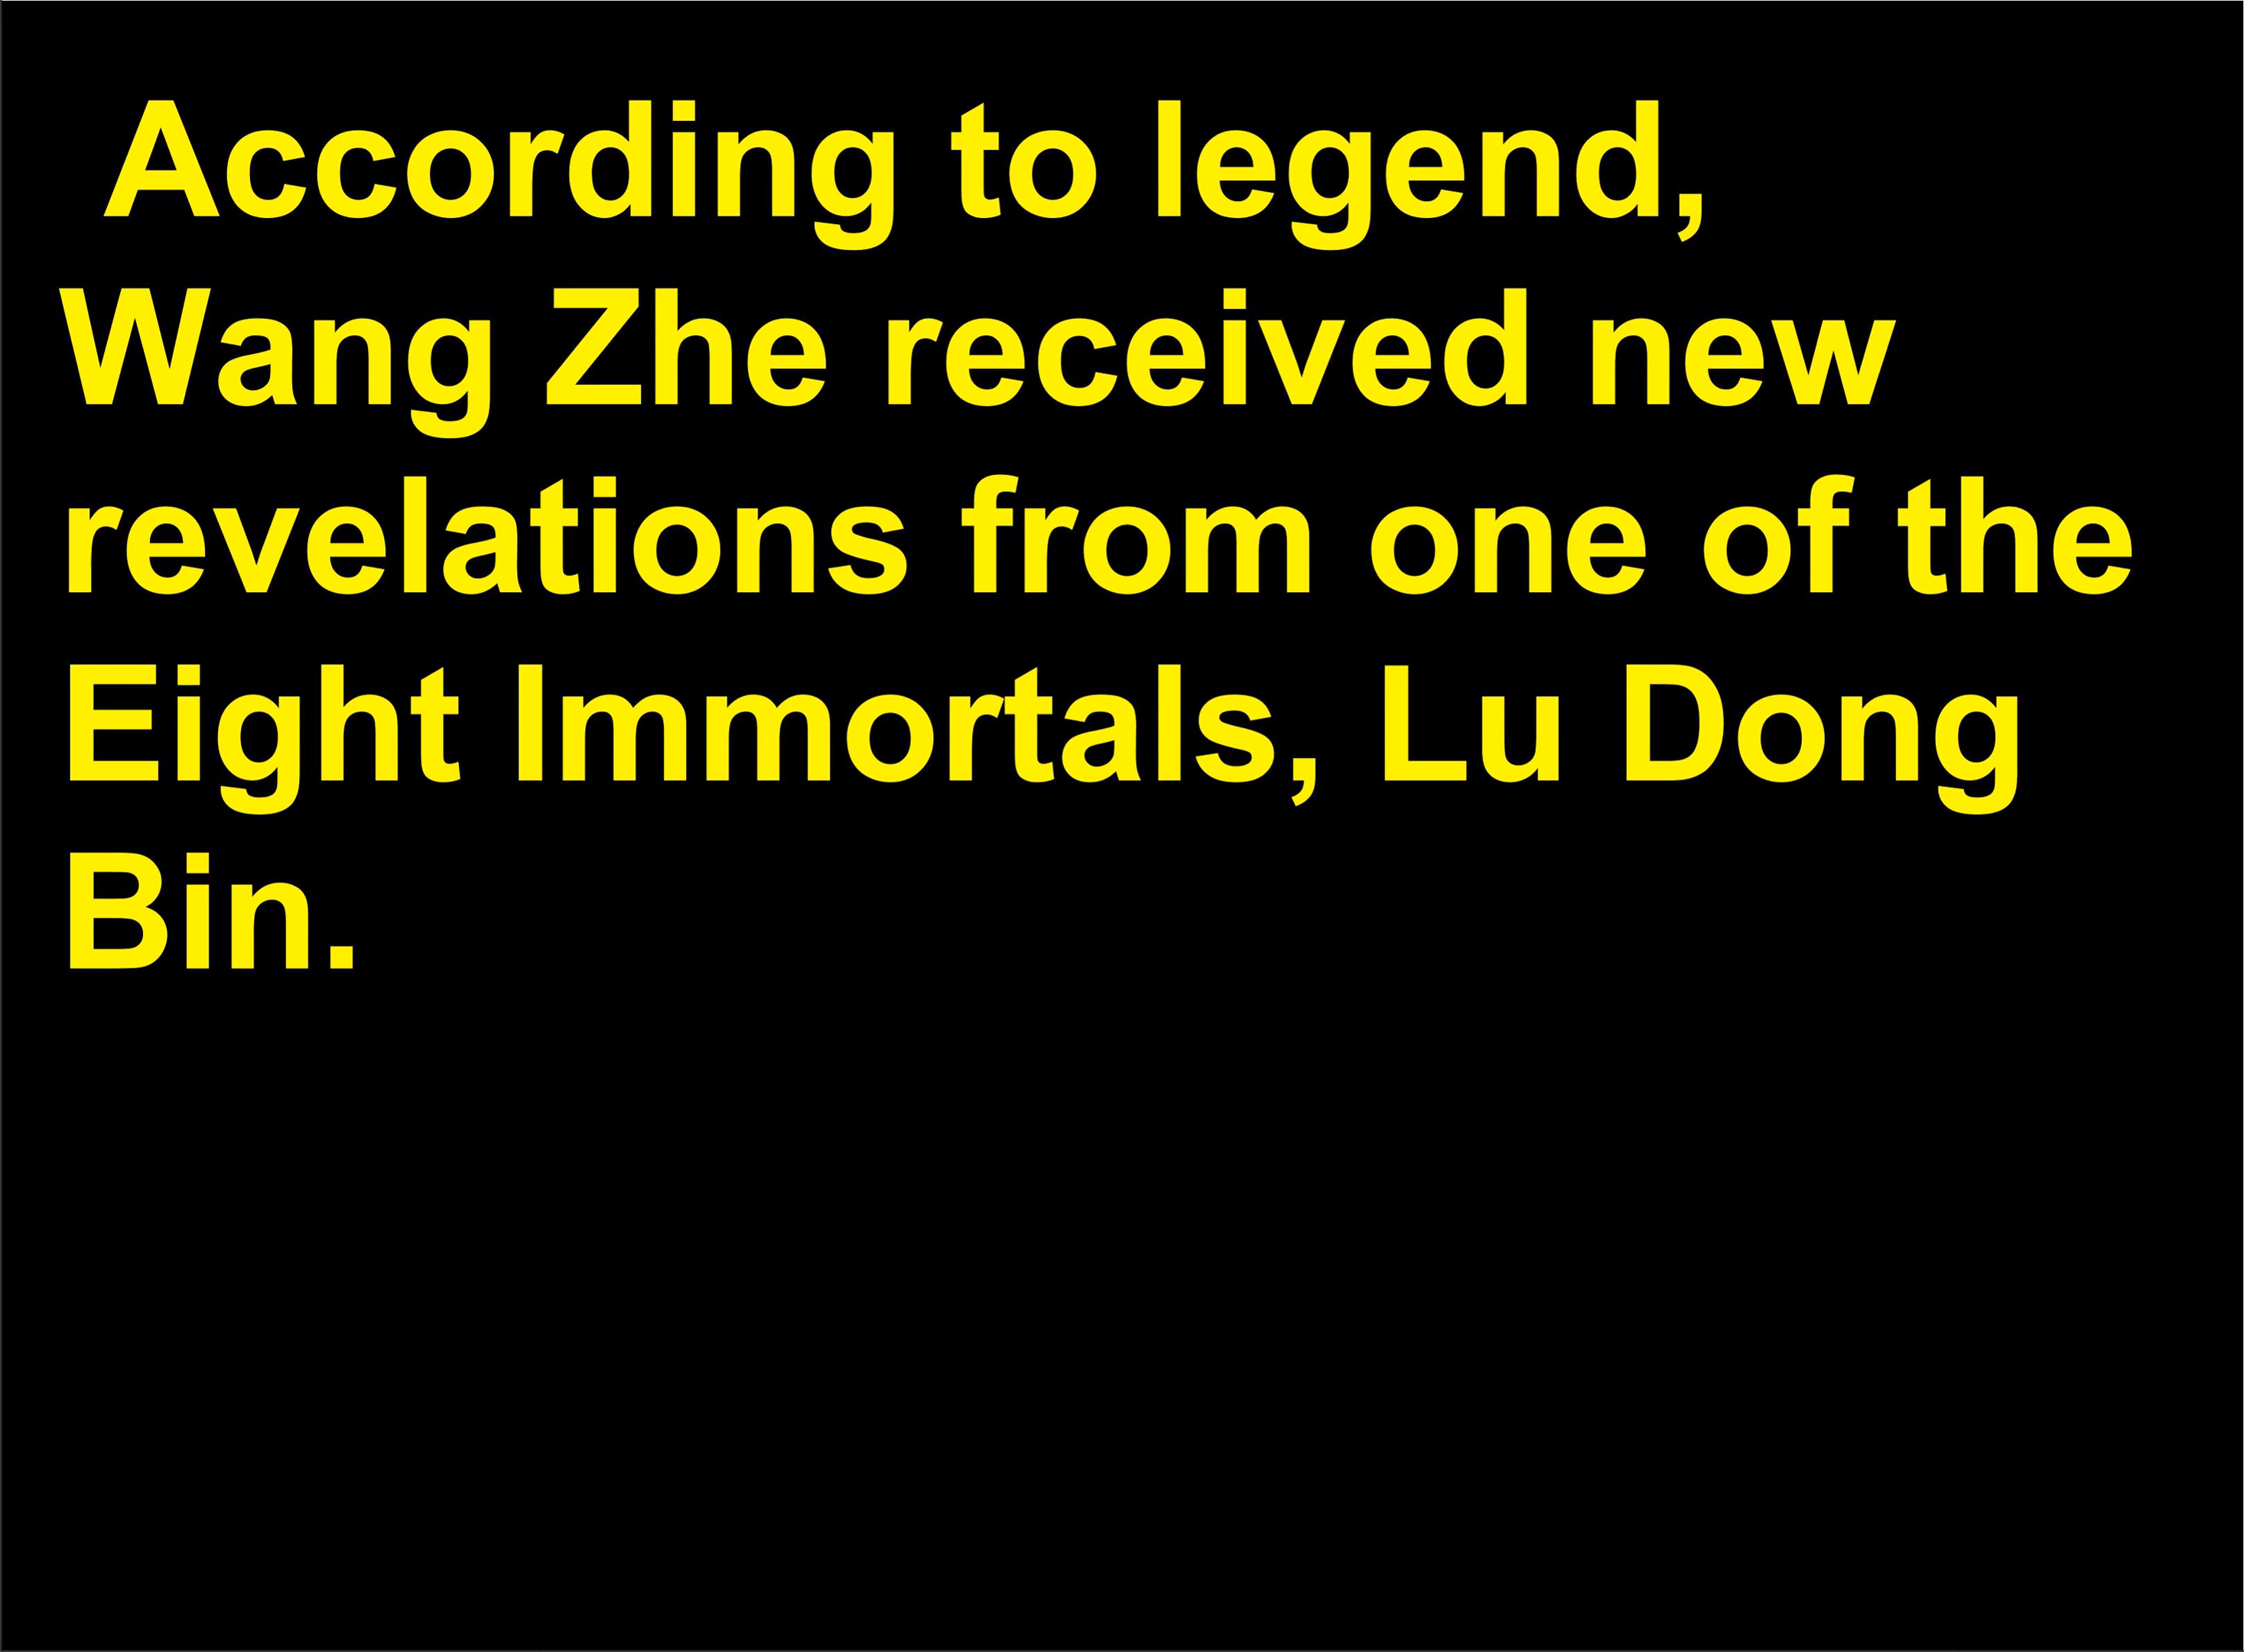 According to legend,
Wang Zhe received new
revelations from one of the
Eight Immortals, Lu Dong
Bin.